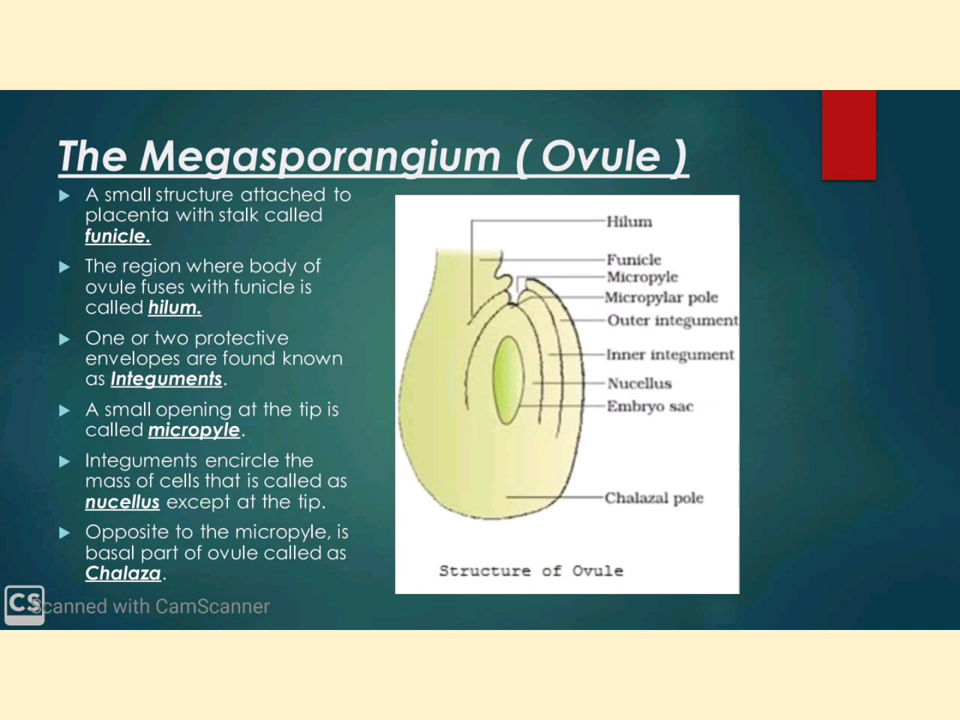 The Megasporangium ( Ovule )
A small structure attached to
placenta with stalk called
funicle.
The region where body of
ovule fuses with funicle is
called hilum.
One or two protective
envelopes are found known
as Integuments.
A small opening at the tip is
called micropyle.
Integuments encircle the
mass of cells that is called as
nucellus except at the tip.
Opposite to the micropyle, is
basal part of ovule called as
Chalaza.
Hilum
Funicle
Micropyle
Micropylar pole
Outer integument
Inner integument
Nucellus
Embryo sac
Chalazal pole
Structure of Ovule
CS
Scanned with CamScanner